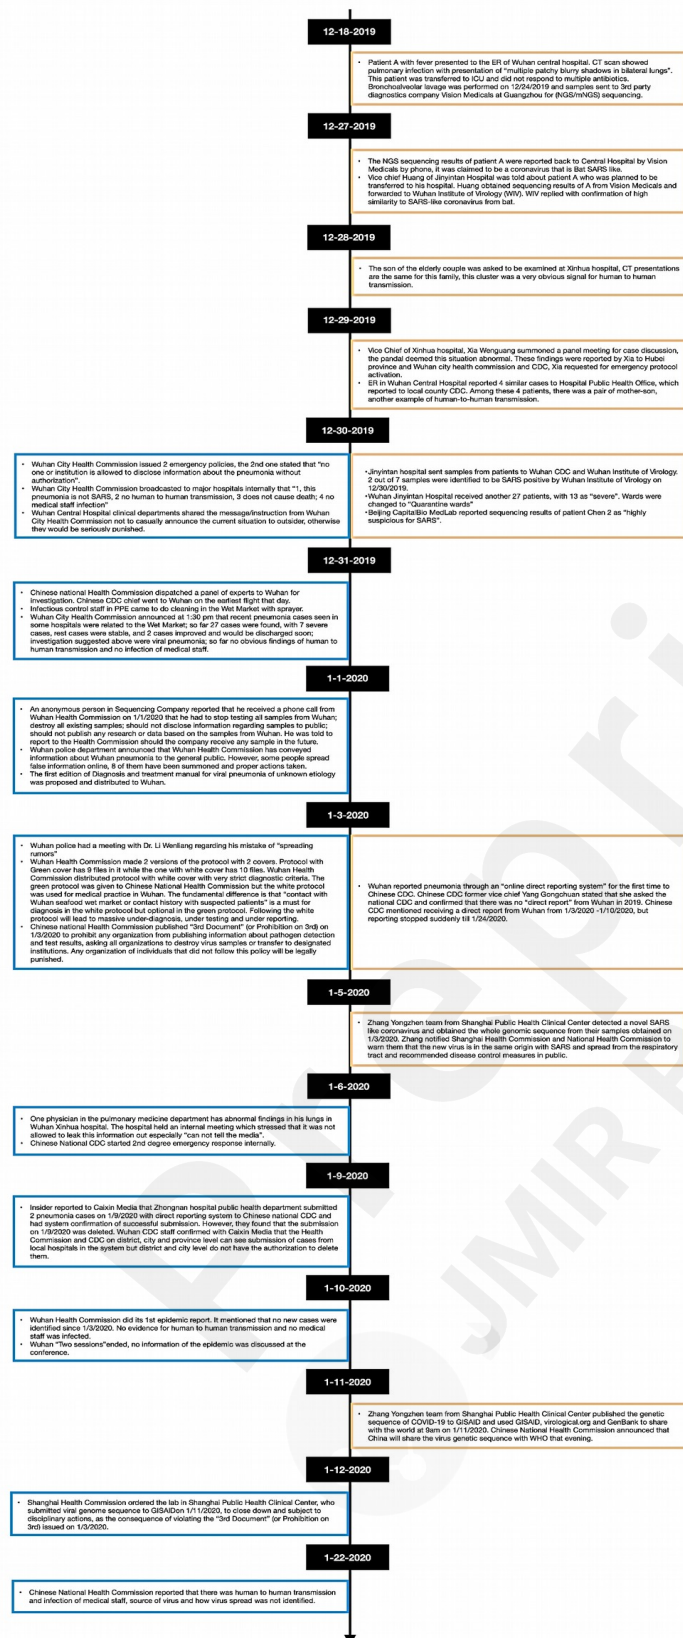 12-18-2019
• Patient A with fever presented to the ER of Wuhan central hospital. CT scan showed
pulmonary infection with presentation of "multiple patchy blurry shadows in bilateral lungs".
This patient was transferred to ICU and did not respond to multiple antibiotics.
Bronchoalveolar lavage was performed on 12/24/2019 and samples sent to 3rd party
diagnostics company Vision Medicals at Guangzhou for (NGS/mNGS) sequencing.
12-27-2019
• The NGS sequencing results of patient A were reported back to Central Hospital by Vision
Medicals by phone, it was claimed to be a coronavirus that is Bat SARS like.
• Vice chief Huang of Jinyintan Hospital was told about patient A who was planned to be
transferred to his hospital. Huang obtained sequencing results of A from Vision Medicals and
forwarded to Wuhan Institute of Virology (WIV). WIV replied with confirmation of high
similarity to SARS-like coronavirus from bat.
12-28-2019
• The son of the elderly couple was asked to be examined at Xinhua hospital, CT presentations
are the same for this family, this cluster was a very obvious signal for human to human
transmission.
12-29-2019
• Vice Chief of Xinhua hospital, Xia Wenguang summoned a panel meeting for case discussion,
the pandal deemed this situation abnormal. These findings were reported by Xia to Hubei
province and Wuhan city health commission and CDC, Xia requested for emergency protocol
activation.
• ER in Wuhan Central Hospital reported 4 similar cases to Hospital Public Health Office, which
reported to local county CDC. Among these 4 patients, there was a pair of mother-son,
another example of human-to-human transmission.
12-30-2019
• Wuhan City Health Commission issued 2 emergency policies, the 2nd one stated that "no
one or institution is allowed to disclose information about the pneumonia without
authorization".
• Wuhan City Health Commission broadcasted to major hospitals internally that "1, this
pneumonia is not SARS, 2 no human to human transmission, 3 does not cause death; 4 no
medical staff infection"
• Wuhan Central Hospital clinical departments shared the message/instruction from Wuhan
City Health Commission not to casually announce the current situation to outsider, otherwise
they would be seriously punished.
•Jinyintan hospital sent samples from patients to Wuhan CDC and Wuhan Institute of Virology.
2 out of 7 samples were identified to be SARS positive by Wuhan Institute of Virology on
12/30/2019.
•Wuhan Jinyintan Hospital received another 27 patients, with 13 as "severe". Wards were
changed to "Quarantine wards"
•Beijing CapitalBio MedLab reported sequencing results of patient Chen 2 as "highly
suspicious for SARS".
12-31-2019
• Chinese national Health Commission dispatched a panel of experts to Wuhan for
investigation. Chinese CDC chief went to Wuhan on the earliest flight that day.
• Infectious control staff in PPE came to do cleaning in the Wet Market with sprayer.
• Wuhan City Health Commission announced at 1:30 pm that recent pneumonia cases seen in
some hospitals were related to the Wet Market; so far 27 cases were found, with 7 severe
cases, rest cases were stable, and 2 cases improved and would be discharged soon;
investigation suggested above were viral pneumonia; so far no obvious findings of human to
human transmission and no infection of medical staff.
1-1-2020
• An anonymous person in Sequencing Company reported that he received a phone call from
Wuhan Health Commission on 1/1/2020 that he had to stop testing all samples from Wuhan;
destroy all existing samples; should not disclose information regarding samples to public;
should not publish any research or data based on the samples from Wuhan. He was told to
report to the Health Commission should the company receive any sample in the future.
• Wuhan police department announced that Wuhan Health Commission has conveyed
information about Wuhan pneumonia to the general public. However, some people spread
false information online, 8 of them have been summoned and proper actions taken.
• The first edition of Diagnosis and treatment manual for viral pneumonia of unknown etiology
was proposed and distributed to Wuhan.
1-3-2020
• Wuhan police had a meeting with Dr. Li Wenliang regarding his mistake of "spreading
rumors"
• Wuhan Health Commission made 2 versions of the protocol with 2 covers. Protocol with
Green cover has 9 files in it while the one with white cover has 10 files. Wuhan Health
Commission distributed protocol with white cover with very strict diagnostic criteria. The
green protocol was given to Chinese National Health Commission but the white protocol
was used for medical practice in Wuhan. The fundamental difference is that "contact with
Wuhan seafood wet market or contact history with suspected patients" is a must for
diagnosis in the white protocol but optional in the green protocol. Following the white
protocol will lead to massive under-diagnosis, under testing and under reporting.
• Chinese national Health Commission published "3rd Document" (or Prohibition on 3rd) on
1/3/2020 to prohibit any organization from publishing information about pathogen detection
and test results, asking all organizations to destroy virus samples or transfer to designated
institutions. Any organization of individuals that did not follow this policy will be legally
punished.
• Wuhan reported pneumonia through an "online direct reporting system" for the first time to
Chinese CDC. Chinese CDC former vice chief Yang Gongchuan stated that she asked the
national CDC and confirmed that there was no "direct report" from Wuhan in 2019. Chinese
CDC mentioned receiving a direct report from Wuhan from 1/3/2020 -1/10/2020, but
reporting stopped suddenly till 1/24/2020.
1-5-2020
• Zhang Yongzhen team from Shanghai Public Health Clinical Center detected a novel SARS
like coronavirus and obtained the whole genomic sequence from their samples obtained on
1/3/2020. Zhang notified Shanghai Health Commission and National Health Commission to
warn them that the new virus is in the same origin with SARS and spread from the respiratory
tract and recommended disease control measures in public.
1-6-2020
• One physician in the pulmonary medicine department has abnormal findings in his lungs in
Wuhan Xinhua hospital. The hospital held an internal meeting which stressed that it was not
allowed to leak this information out especially "can not tell the media".
• Chinese National CDC started 2nd degree emergency response internally.
1-9-2020
• Insider reported to Caixin Media that Zhongnan hospital public health department submitted
2 pneumonia cases on 1/9/2020 with direct reporting system to Chinese national CDC and
had system confirmation of successful submission. However, they found that the submission
on 1/9/2020 was deleted. Wuhan CDC staff confirmed with Caixin Media that the Health
Commission and CDC on district, city and province level can see submission of cases from
local hospitals in the system but district and city level do not have the authorization to delete
them.
1-10-2020
• Wuhan Health Commission did its 1st epidemic report. It mentioned that no new cases were
identified since 1/3/2020. No evidence for human to human transmission and no medical
staff was infected.
• Wuhan "Two sessions"ended, no information of the epidemic was discussed at the
conference.
1-11-2020
• Zhang Yongzhen team from Shanghai Public Health Clinical Center published the genetic
sequence of COVID-19 to GISAID and used GISAID, virological.org and GenBank to share
with the world at 9am on 1/11/2020. Chinese National Health Commission announced that
China will share the virus genetic sequence with WHO that evening.
1-12-2020
• Shanghai Health Commission ordered the lab in Shanghai Public Health Clinical Center, who
submitted viral genome sequence to GISAIDon 1/11/2020, to close down and subject to
disciplinary actions, as the consequence of violating the "3rd Document" (or Prohibition on
3rd) issued on 1/3/2020.
1-22-2020
• Chinese National Health Commission reported that there was human to human transmission
and infection of medical staff, source of virus and how virus spread was not identified.
Prepri
JMIR